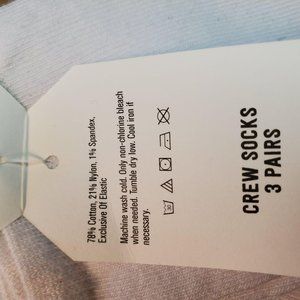 78% Cotton, 21% Nylon, 1% Spandex,
Exclusive Of Elastic
Machine wash cold. Only non-chlorine bleach
when needed. Tumble dry low. Cool iron if
necessary.
CREW SOCKS
3 PAIRS